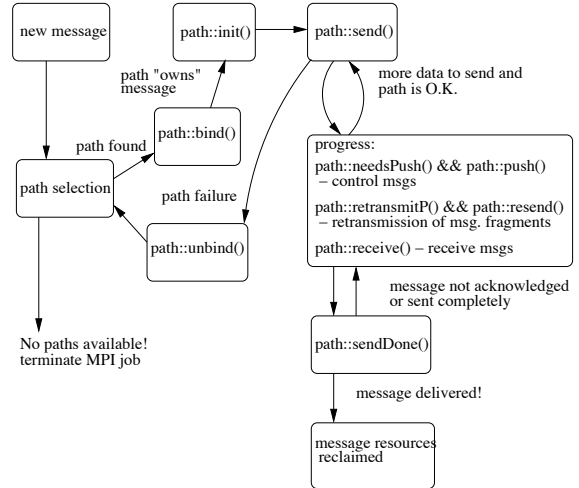 new message
path::init()
path::send()
path "owns"
message
more data to send and
path is O.K.
path::bind()
path found
progress:
path::needsPush() && path::push()
– control msgs
path::retransmitP() && path::resend()
– retransmission of msg. fragments
path::receive() – receive msgs
path selection
path failure
path::unbind()
message not acknowledged
or sent completely
No paths available!
terminate MPI job
path::sendDone()
message delivered!
message resources
reclaimed